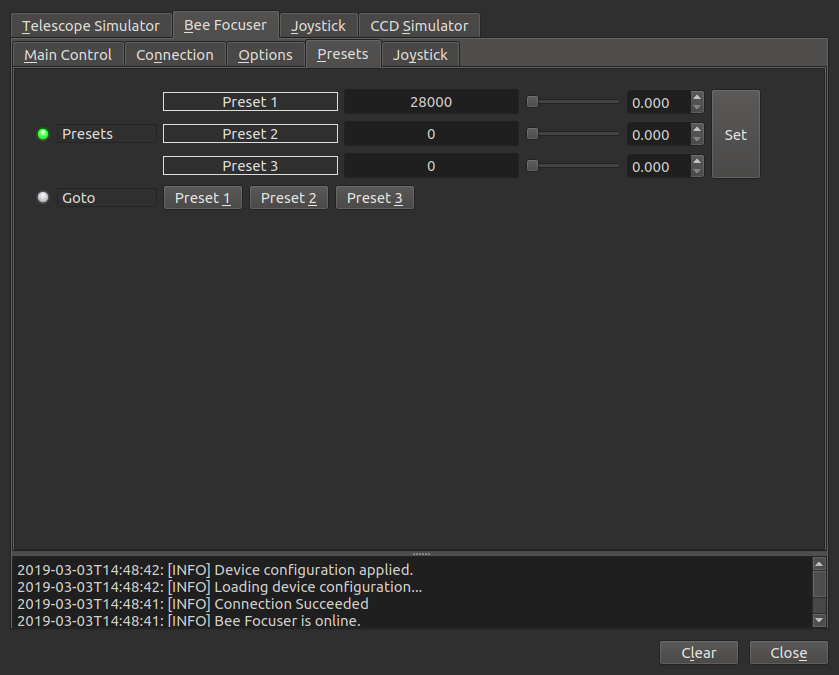 Telescope Simulator Bee Focuser Joystick CCD Simulator
Main Control Connection Options Presets Joystick
Preset 1 28000 0.000
Presets Preset 2 0 0.000 Set
Preset 3 0 0.000
Goto Preset 1 Preset 2 Preset 3
2019-03-03T14:48:42: [INFO] Device configuration applied.
2019-03-03T14:48:42: [INFO] Loading device configuration...
2019-03-03T14:48:41: [INFO] Connection Succeeded
2019-03-03T14:48:41: [INFO] Bee Focuser is online.
Clear Close